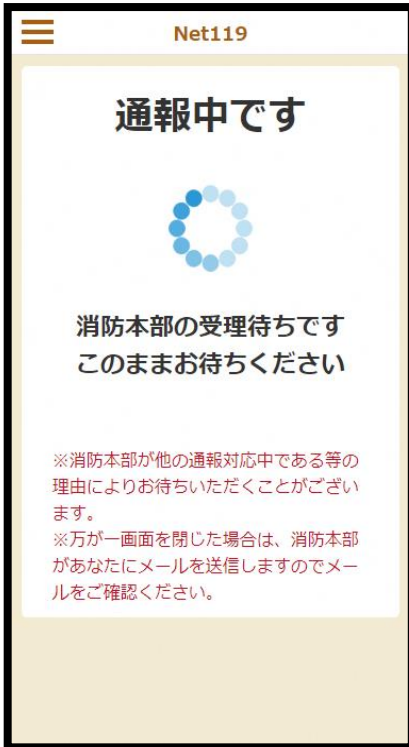 Net119
通報中です
消防本部の受理待ちです
このままお待ちください
※消防本部が他の通報対応中である等の
理由によりお待ちいただくことがござい
ます。
※万が一画面を閉じた場合は、消防本部
があなたにメールを送信しますのでメー
ルをご確認ください。